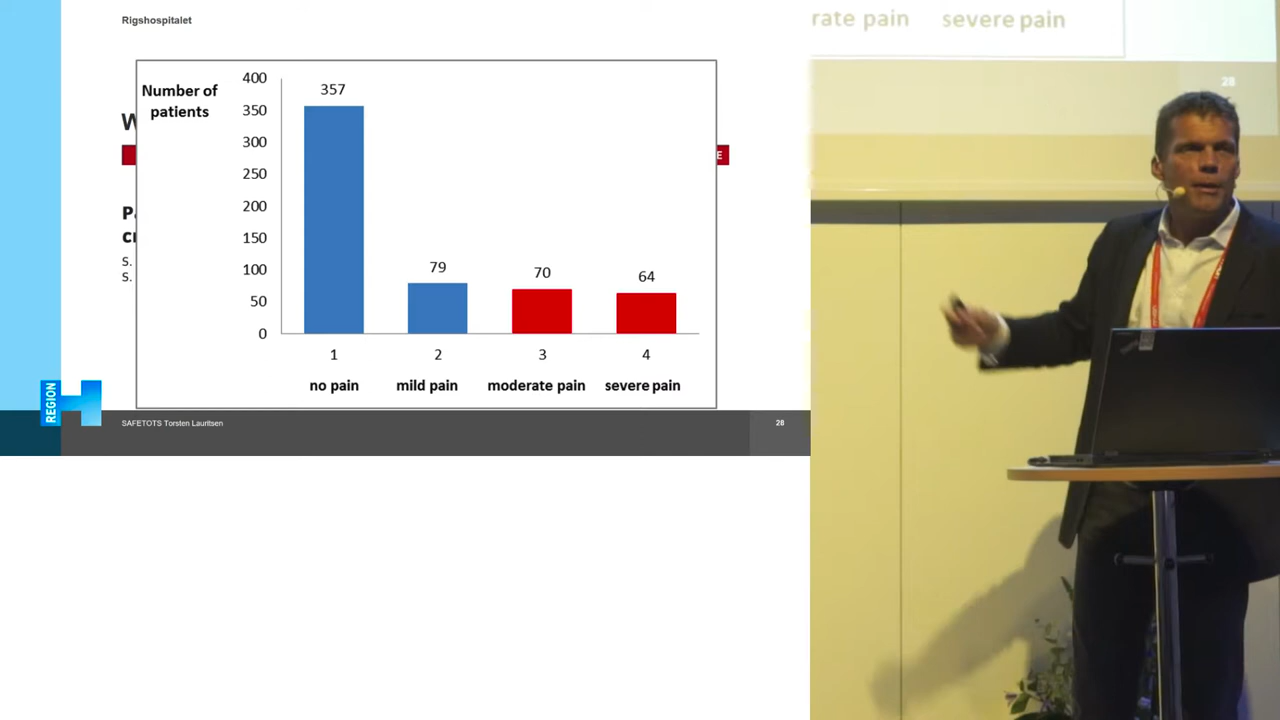 Rigshospitalet
Number of
patients
400
350
300
250
200
150
100
50
0
357
79
70
64
1
2
3
4
no pain
mild pain
moderate pain
severe pain
W
E
S.
S.
REGION
H
SAFETOTS Torsten Lauritsen
28
rate pain
severe pain
28